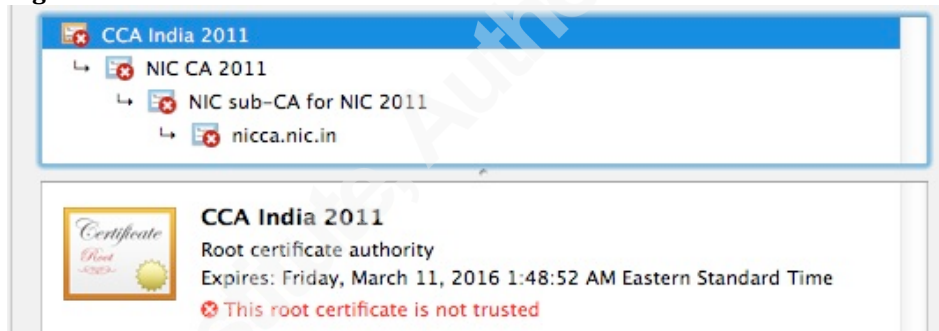 CCA India 2011
NIC CA 2011
NIC sub-CA for NIC 2011
nicca.nic.in
Certificate
Root
CCA India 2011
Root certificate authority
Expires: Friday, March 11, 2016 1:48:52 AM Eastern Standard Time
This root certificate is not trusted